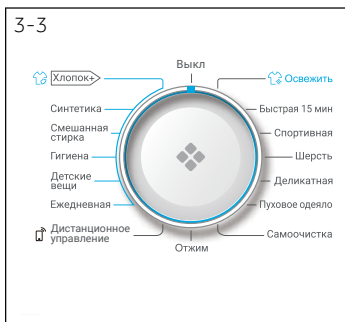 3-3
Выкл
Хлопок+
Освежить
Синтетика
Быстрая 15 мин
Смешанная
стирка
Спортивная
Гигиена
Шерсть
Детские
вещи
Деликатная
Ежедневная
Пуховое одеяло
Дистанционное
управление
Самоочистка
Отжим